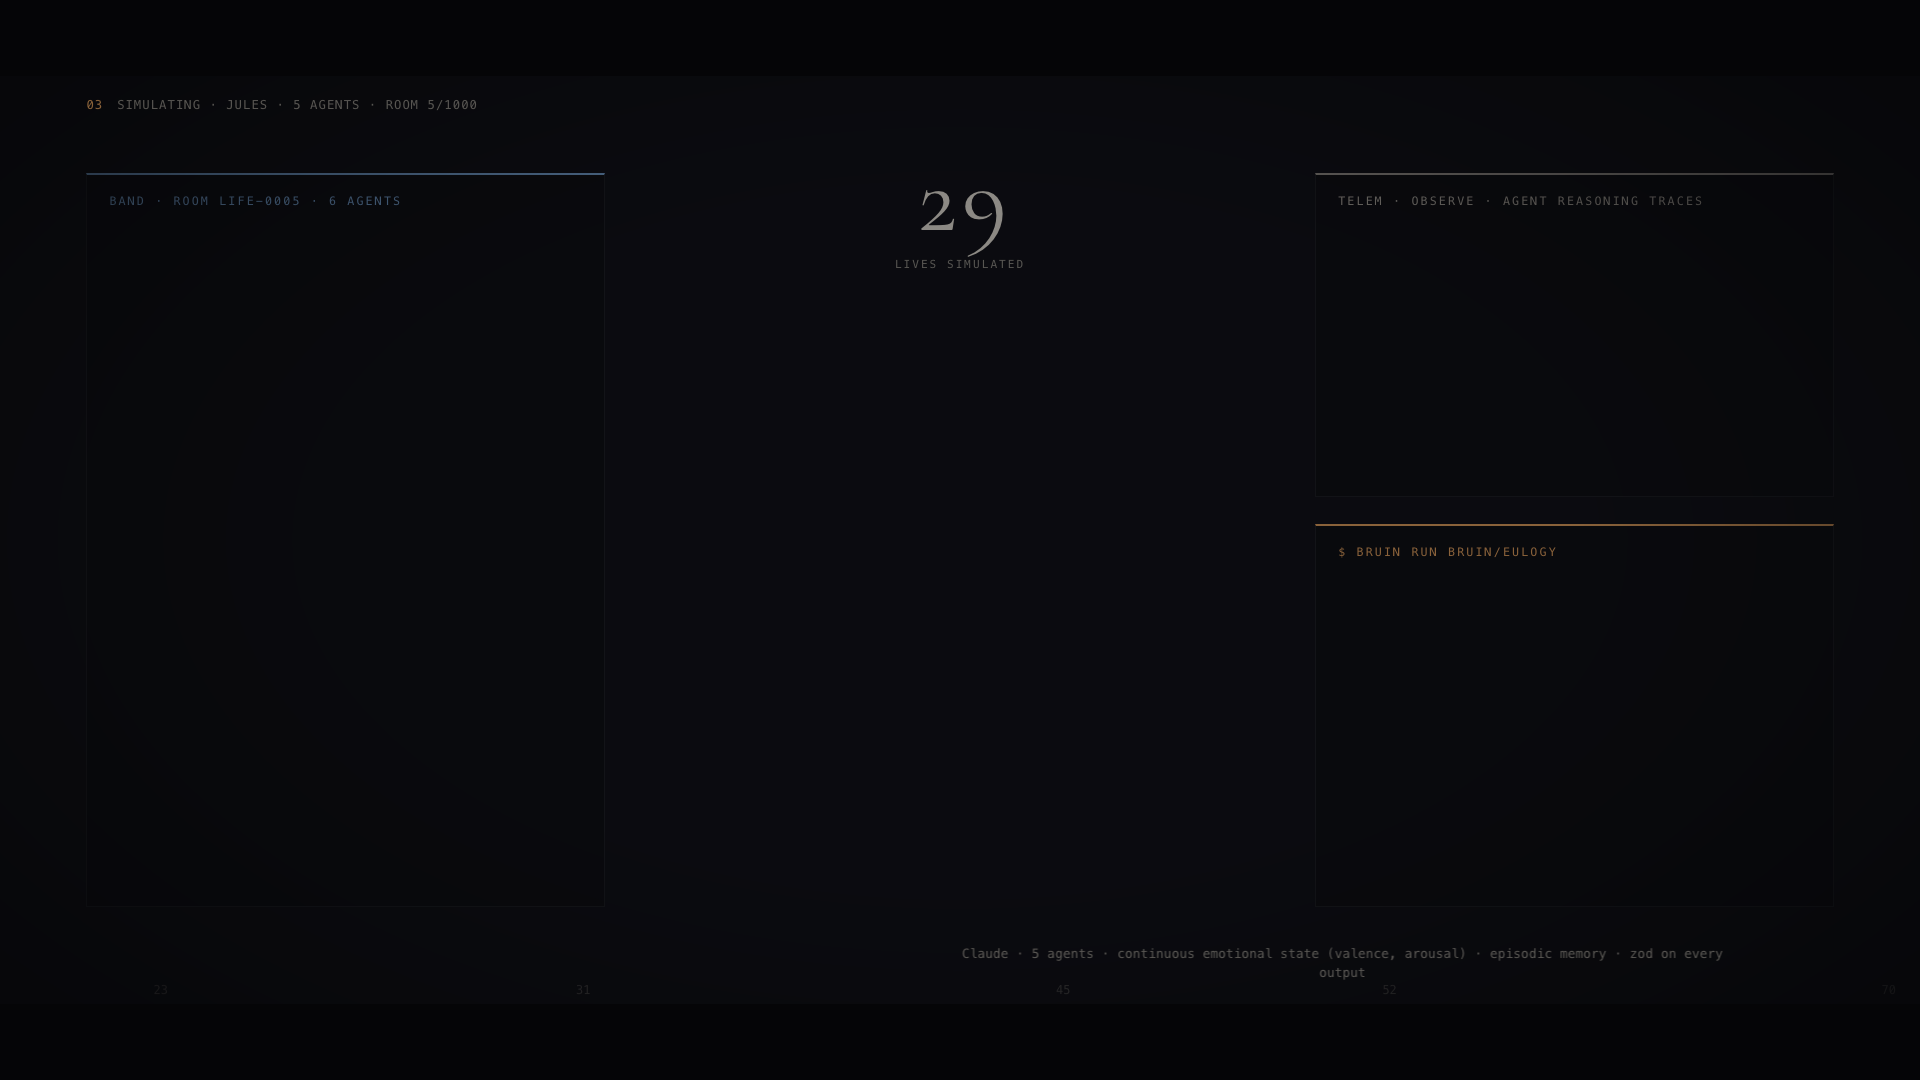 03 SIMULATING · JULES · 5 AGENTS · ROOM 5/1000
BAND · ROOM LIFE-0005 · 6 AGENTS
29
LIVES SIMULATED
TELEM · OBSERVE · AGENT REASONING TRACES
$ BRUIN RUN BRUIN/EULOGY
Claude · 5 agents · continuous emotional state (valence, arousal) · episodic memory · zod on every
output
23 31 45 52 70